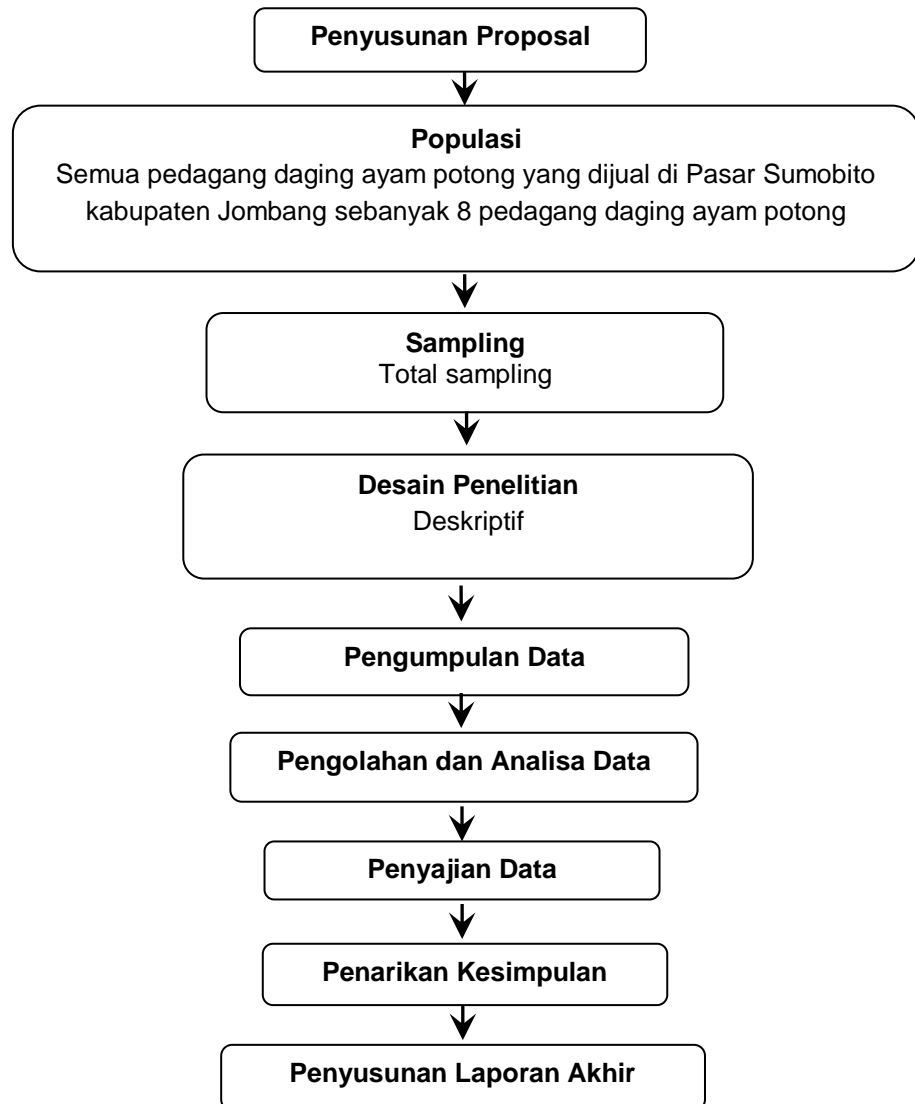 Penyusunan Proposal
Populasi
Semua pedagang daging ayam potong yang dijual di Pasar Sumobito
kabupaten Jombang sebanyak 8 pedagang daging ayam potong
Sampling
Total sampling
Desain Penelitian
Deskriptif
Pengumpulan Data
Pengolahan dan Analisa Data
Penyajian Data
Penarikan Kesimpulan
Penyusunan Laporan Akhir